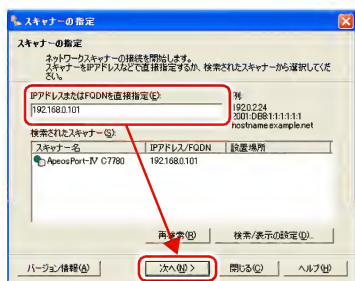 スキャナーの指定
スキャナーの指定
ネットワークスキャナーの接続を開始します。
スキャナーをIPアドレスなどで直接指定するか、検索されたスキャナーから選択してください。
IPアドレスまたはFQDNを直接指定(E):
192.168.0.101
例:
192.0.2.24
2001:DB8:1:1:1:1:1:1
hostname.example.net
検索されたスキャナー(S):
スキャナー名 IPアドレス/FQDN 設置場所
ApeosPort-IV C7780 192.168.0.101
再検索(R) 検索/表示の設定(D)...
バージョン情報(A) 次へ(N) > 閉じる(C) ヘルプ(H)